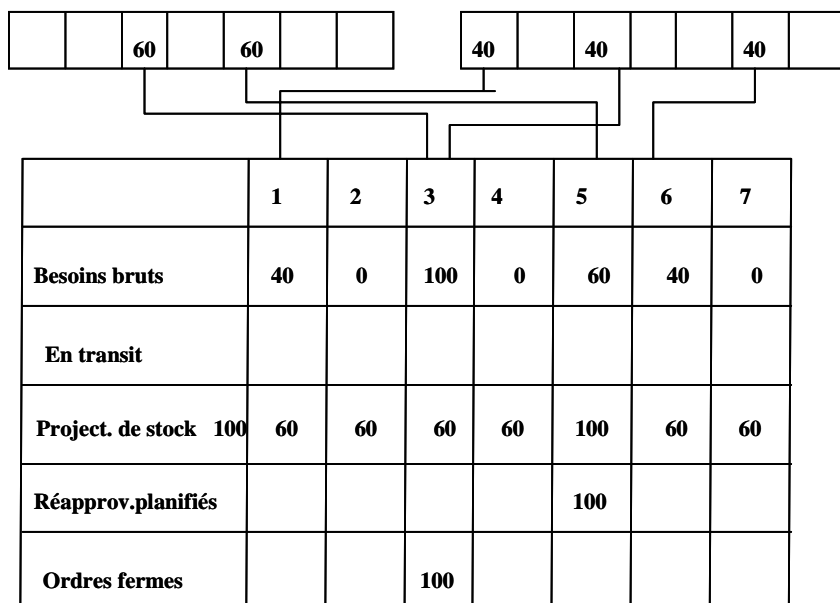 60 60 40 40 40
1 2 3 4 5 6 7
Besoins bruts 40 0 100 0 60 40 0
En transit
Project. de stock 100 60 60 60 60 100 60 60
Réapprov.planifiés 100
Ordres fermes 100